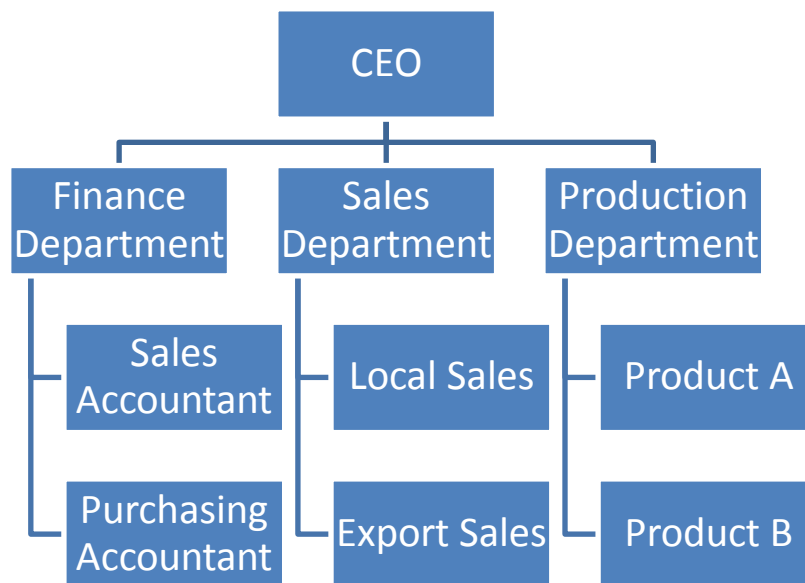 CEO
Finance
Department
Sales
Department
Production
Department
Sales
Accountant
Local Sales
Product A
Purchasing
Accountant
Export Sales
Product B